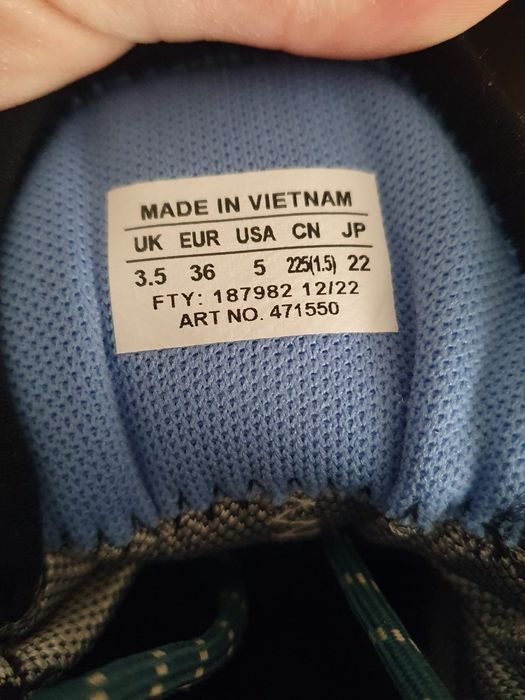 MADE IN VIETNAM
UK EUR USA CN JP
3.5 36 5 225(1.5) 22
FTY: 187982 12/22
ART NO. 471550